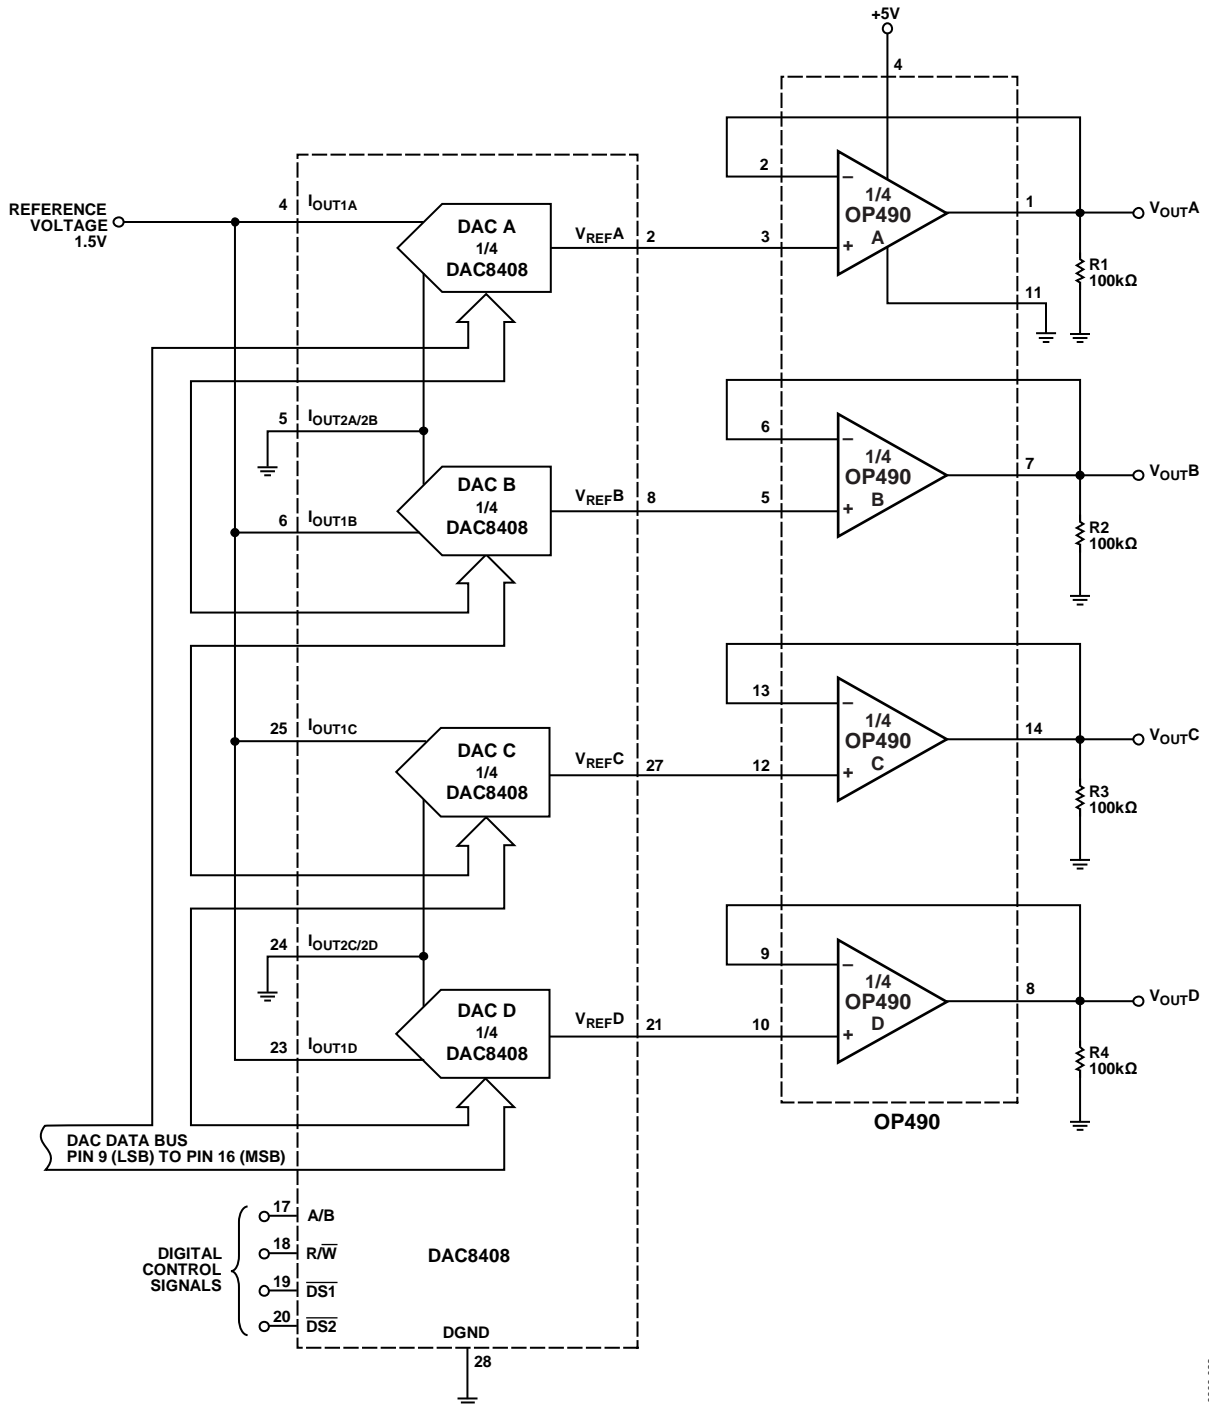 +5V
4
2
1/4
OP490
A
−
+
1
VOUTA
3
R1
100kΩ
11
REFERENCE
VOLTAGE
1.5V
4
IOUT1A
DAC A
1/4
DAC8408
VREFA
2
5
IOUT2A/2B
6
IOUT1B
DAC B
1/4
DAC8408
VREFB
8
6
5
−
+
1/4
OP490
B
7
VOUTB
R2
100kΩ
25
IOUT1C
DAC C
1/4
DAC8408
VREFC
27
13
12
−
+
1/4
OP490
C
14
VOUTC
R3
100kΩ
24
IOUT2C/2D
23
IOUT1D
DAC D
1/4
DAC8408
VREFD
21
9
10
−
+
1/4
OP490
D
8
VOUTD
R4
100kΩ
OP490
DAC DATA BUS
PIN 9 (LSB) TO PIN 16 (MSB)
DIGITAL
CONTROL
SIGNALS
17
A/B
18
R/W̅
19
D̅S̅1̅
20
D̅S̅2̅
DAC8408
DGND
28